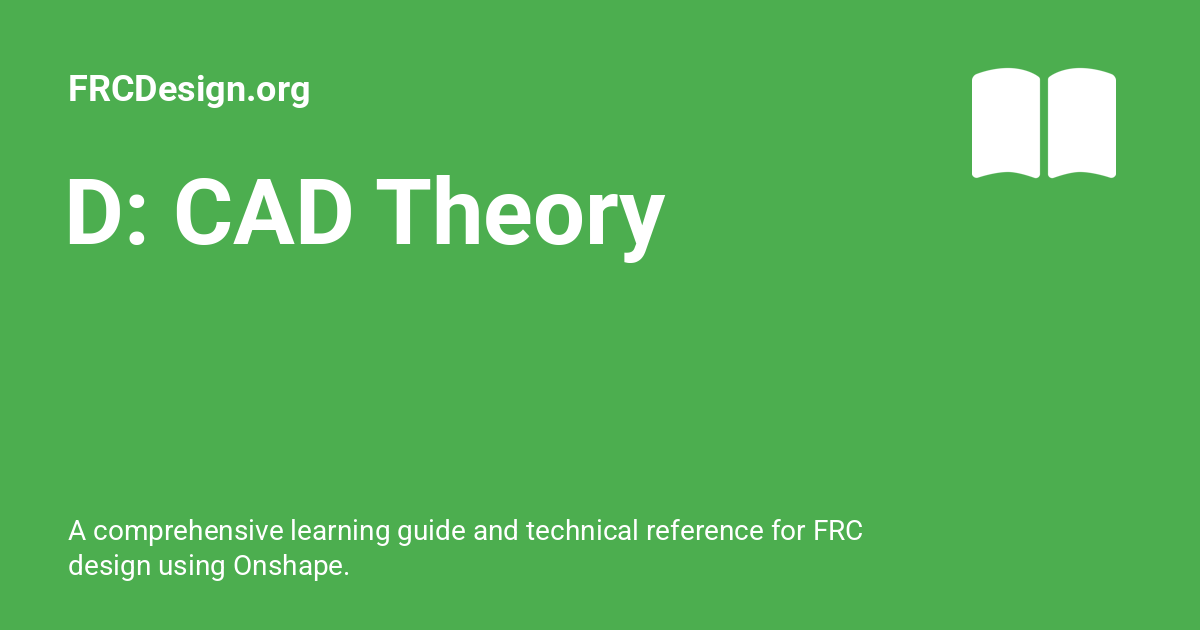 FRCDesign.org
D: CAD Theory
A comprehensive learning guide and technical reference for FRC
design using Onshape.